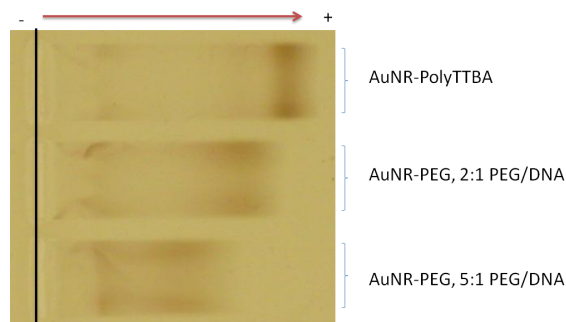 - +
AuNR-PolyTTBA
AuNR-PEG, 2:1 PEG/DNA
AuNR-PEG, 5:1 PEG/DNA